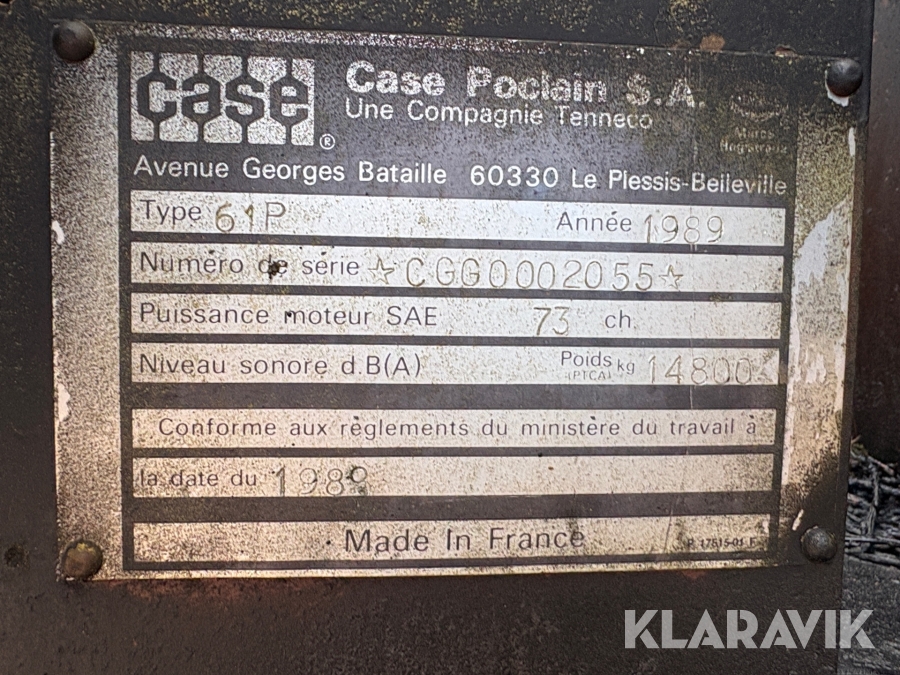 case ®
Case Poclain S.A.
Une Compagnie Tenneco
Avenue Georges Bataille 60330 Le Plessis-Belleville
Type 61P Année 1989
Numéro de série ☆CGG0002055☆
Puissance moteur SAE 73 ch.
Niveau sonore d.B(A) Poids kg 14800
(PTCA)
Conforme aux règlements du ministère du travail à
la date du 1989
Made In France
KLARAVIK